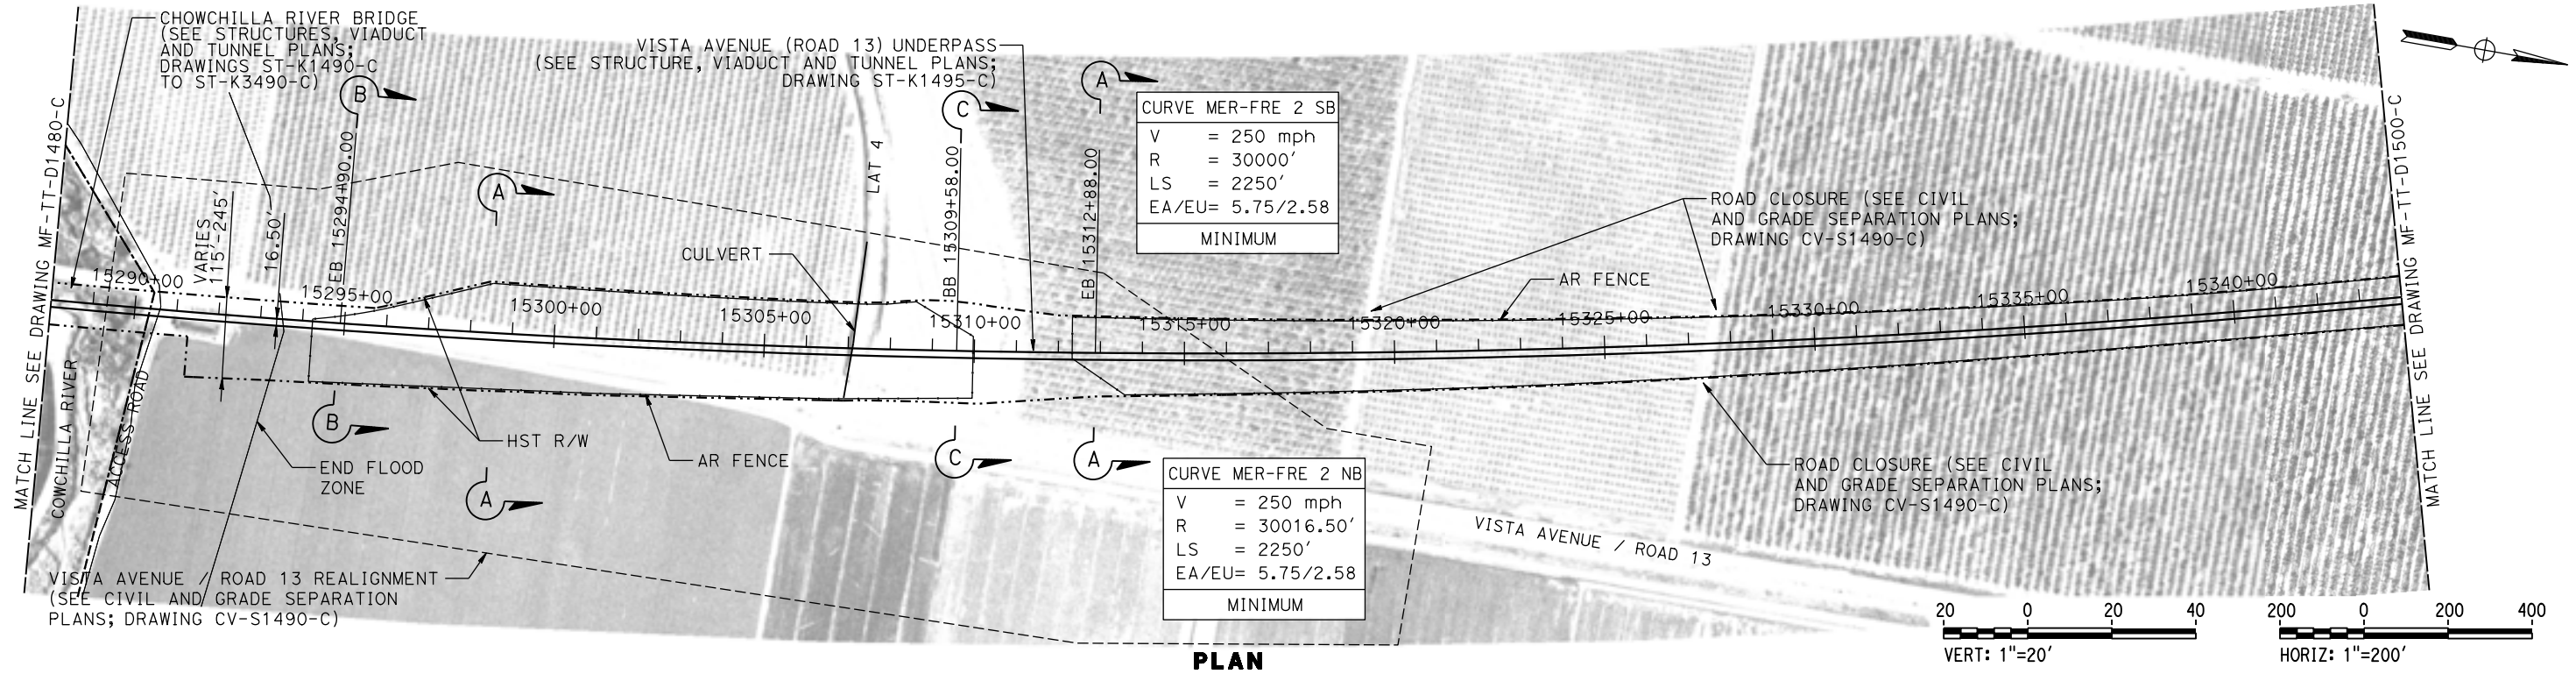 CHOWCHILLA RIVER BRIDGE
(SEE STRUCTURES, VIADUCT
AND TUNNEL PLANS;
DRAWINGS ST-K1490-C
TO ST-K3490-C)
VISTA AVENUE (ROAD 13) UNDERPASS
(SEE STRUCTURE, VIADUCT AND TUNNEL PLANS;
DRAWING ST-K1495-C)
B
A
C
A
MATCH LINE SEE DRAWING MF-TT-D1480-C
VARIES
115'-245'
16.50'
EB 15294+90.00
LAT 4
BB 15309+58.00
EB 15312+88.00
CURVE MER-FRE 2 SB
V = 250 mph
R = 30000'
LS = 2250'
EA/EU= 5.75/2.58
MINIMUM
CULVERT
ROAD CLOSURE (SEE CIVIL
AND GRADE SEPARATION PLANS;
DRAWING CV-S1490-C)
AR FENCE
15290+00
15295+00
15300+00
15305+00
15310+00
15315+00
15320+00
15325+00
15330+00
15335+00
15340+00
MATCH LINE SEE DRAWING MF-TT-D1500-C
COWCHILLA RIVER
ACCESS ROAD
B
HST R/W
END FLOOD
ZONE
A
AR FENCE
C
A
CURVE MER-FRE 2 NB
V = 250 mph
R = 30016.50'
LS = 2250'
EA/EU= 5.75/2.58
MINIMUM
ROAD CLOSURE (SEE CIVIL
AND GRADE SEPARATION PLANS;
DRAWING CV-S1490-C)
VISTA AVENUE / ROAD 13
VISTA AVENUE / ROAD 13 REALIGNMENT
(SEE CIVIL AND GRADE SEPARATION
PLANS; DRAWING CV-S1490-C)
PLAN
20 0 20 40
VERT: 1"=20'
200 0 200 400
HORIZ: 1"=200'